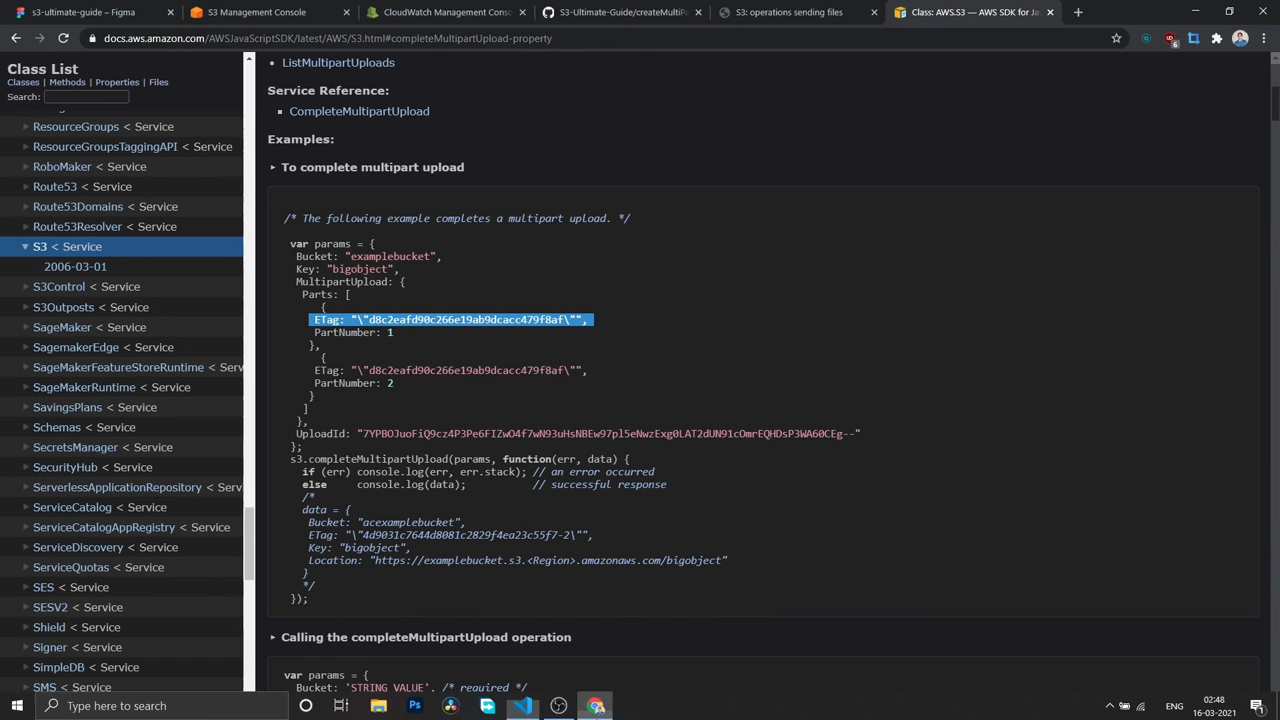 s3-ultimate-guide – Figma
S3 Management Console
CloudWatch Management Cons
S3-Ultimate-Guide/createMultiPa
S3: operations sending files
Class: AWS.S3 — AWS SDK for Ja
docs.aws.amazon.com/AWSJavaScriptSDK/latest/AWS/S3.html#completeMultipartUpload-property
6
Class List
Classes | Methods | Properties | Files
Search:
ResourceGroups < Service
ResourceGroupsTaggingAPI < Service
RoboMaker < Service
Route53 < Service
Route53Domains < Service
Route53Resolver < Service
S3 < Service
2006-03-01
S3Control < Service
S3Outposts < Service
SageMaker < Service
SagemakerEdge < Service
SageMakerFeatureStoreRuntime < Serv
SageMakerRuntime < Service
SavingsPlans < Service
Schemas < Service
SecretsManager < Service
SecurityHub < Service
ServerlessApplicationRepository < Serv
ServiceCatalog < Service
ServiceCatalogAppRegistry < Service
ServiceDiscovery < Service
ServiceQuotas < Service
SES < Service
SESV2 < Service
Shield < Service
Signer < Service
SimpleDB < Service
SMS < Service
ListMultipartUploads
Service Reference:
CompleteMultipartUpload
Examples:
To complete multipart upload
/* The following example completes a multipart upload. */
var params = {
Bucket: "examplebucket",
Key: "bigobject",
MultipartUpload: {
Parts: [
{
ETag: "\"d8c2eafd90c266e19ab9dcacc479f8af\"",
PartNumber: 1
},
{
ETag: "\"d8c2eafd90c266e19ab9dcacc479f8af\"",
PartNumber: 2
}
]
},
UploadId: "7YPBOJuoFiQ9cz4P3Pe6FIZwO4f7wN93uHsNBEw97pl5eNwzExg0LAT2dUN91cOmrEQHDsP3WA60CEg--"
};
s3.completeMultipartUpload(params, function(err, data) {
if (err) console.log(err, err.stack); // an error occurred
else console.log(data); // successful response
/*
data = {
Bucket: "acexamplebucket",
ETag: "\"4d9031c7644d8081c2829f4ea23c55f7-2\"",
Key: "bigobject",
Location: "https://examplebucket.s3.<Region>.amazonaws.com/bigobject"
}
*/
});
Calling the completeMultipartUpload operation
var params = {
Bucket: 'STRING_VALUE', /* required */
Type here to search
02:48
16-03-2021
1